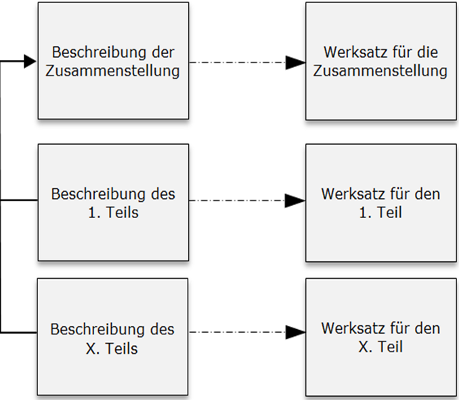 Beschreibung der
Zusammenstellung
Werksatz für die
Zusammenstellung
Beschreibung des
1. Teils
Werksatz für den
1. Teil
Beschreibung des
X. Teils
Werksatz für den
X. Teil